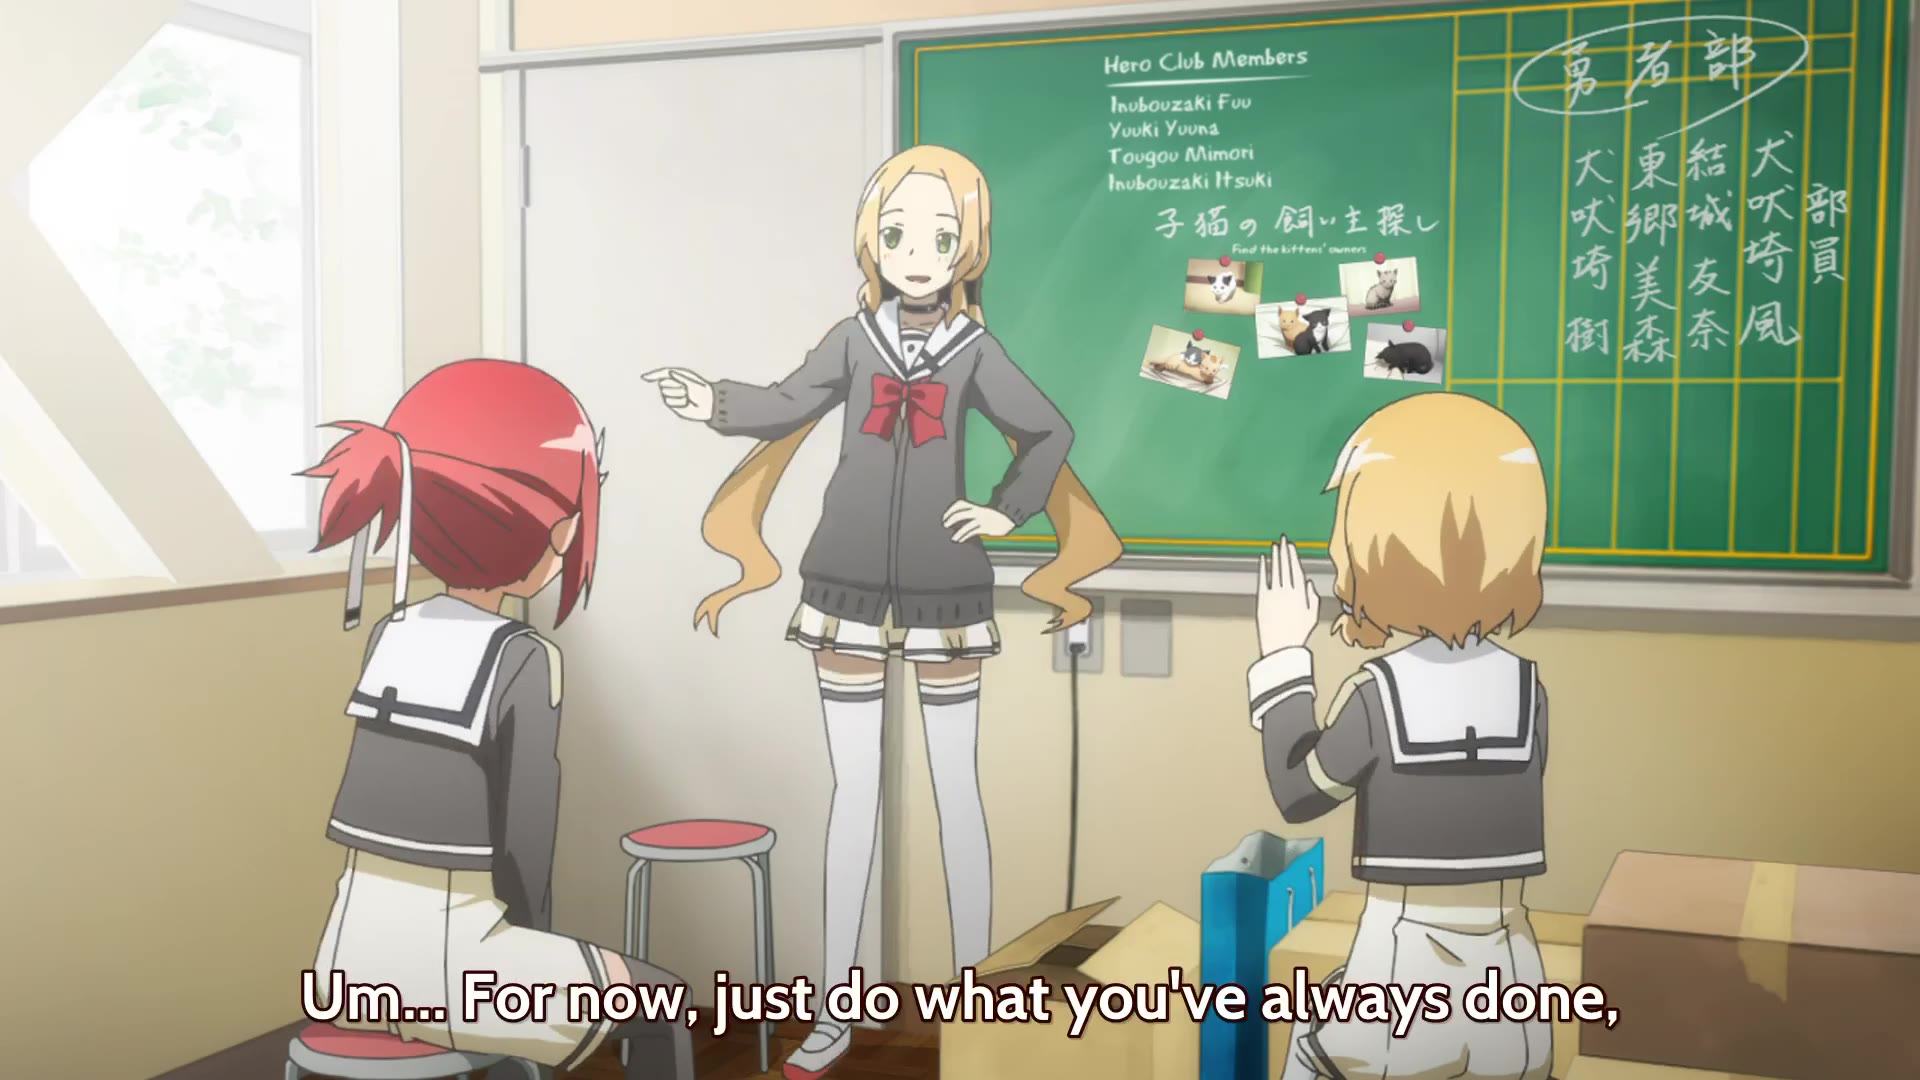 Hero Club Members
Inubouzaki Fuu
Yuuki Yuuna
Tougou Mimori
Inubouzaki Itsuki
子猫の飼い主探し
Find the kittens' owners
勇者部
部員
犬吠埼 風
結城 友奈
東郷 美森
犬吠埼 樹
Um... For now, just do what you've always done,